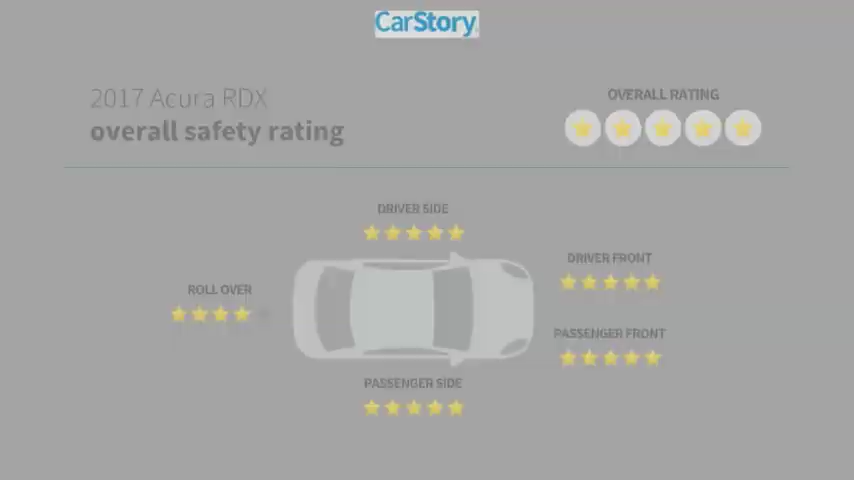 CarStory
2017 Acura RDX
overall safety rating
OVERALL RATING
DRIVER SIDE
DRIVER FRONT
ROLL OVER
PASSENGER FRONT
PASSENGER SIDE